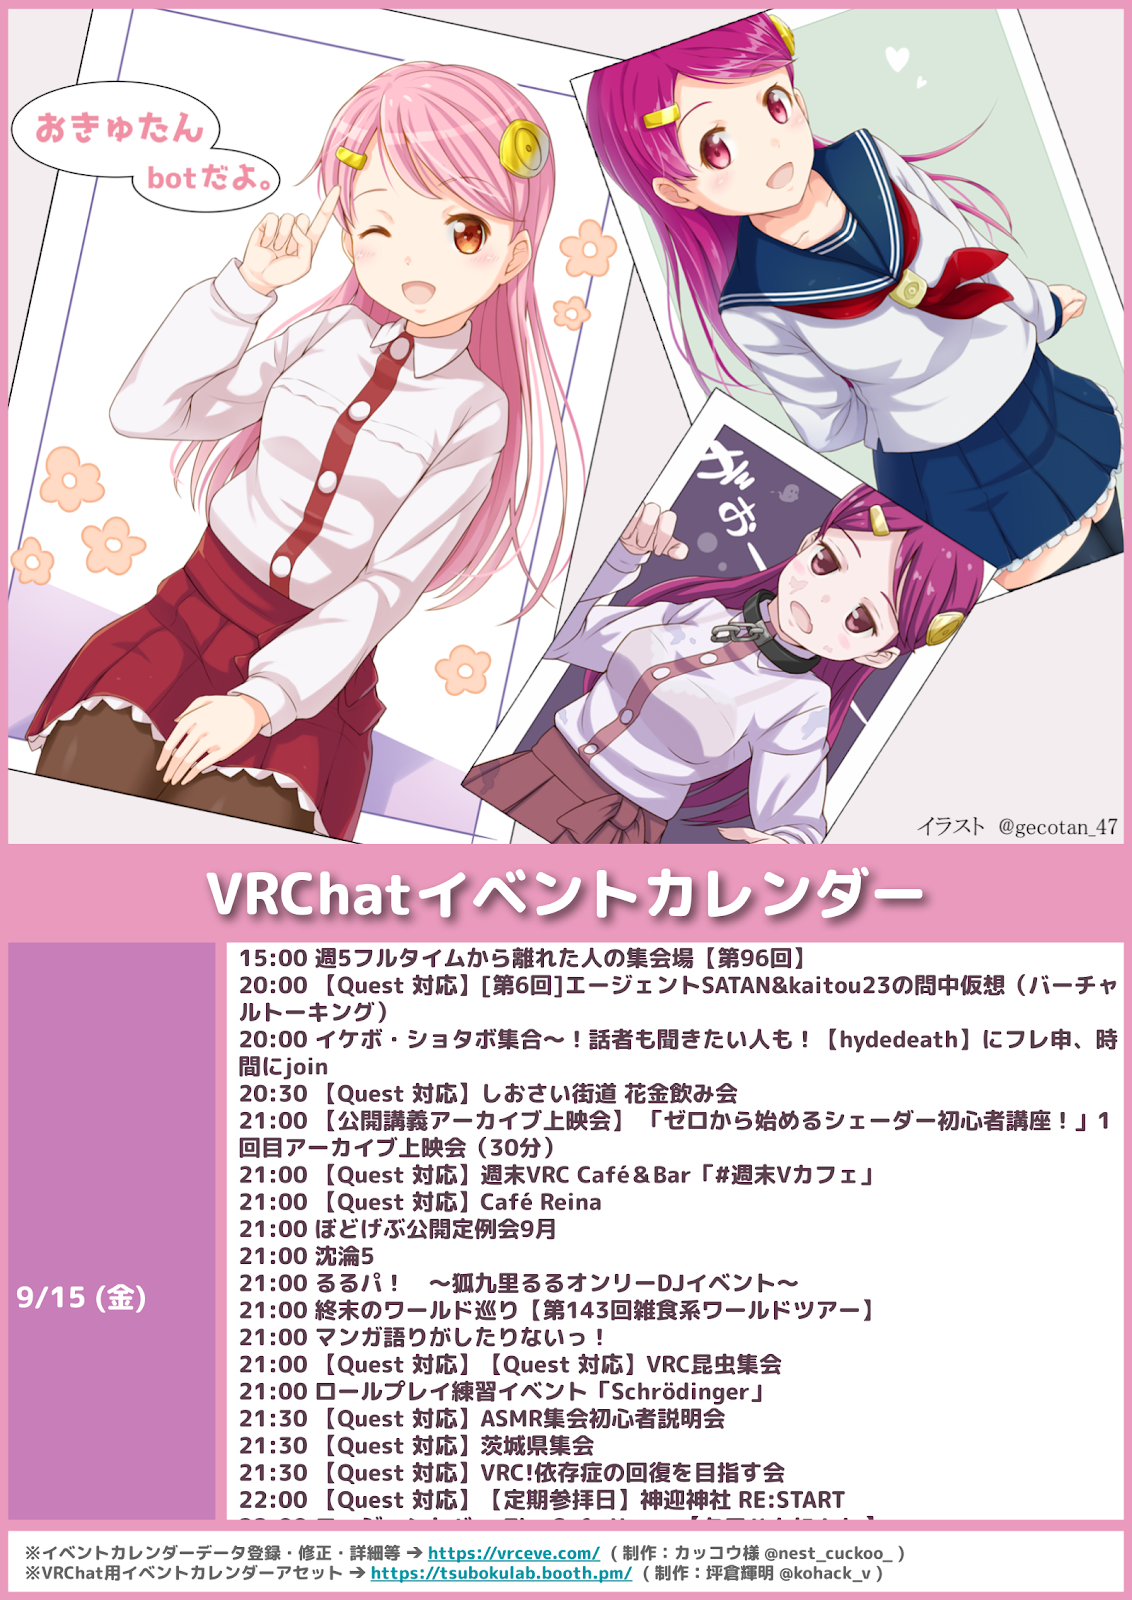 おきゅたん
botだよ。
がおー
イラスト @gecotan_47
VRChatイベントカレンダー
9/15 (金)
15:00 週5フルタイムから離れた人の集会場【第96回】
20:00 【Quest 対応】[第6回]エージェントSATAN&kaitou23の問中仮想（バーチャ
ルトーキング）
20:00 イケボ・ショタボ集合～！話者も聞きたい人も！【hydedeath】にフレ申、時
間にjoin
20:30 【Quest 対応】しおさい街道 花金飲み会
21:00 【公開講義アーカイブ上映会】 「ゼロから始めるシェーダー初心者講座！」1
回目アーカイブ上映会（30分）
21:00 【Quest 対応】週末VRC Café＆Bar「#週末Vカフェ」
21:00 【Quest 対応】Café Reina
21:00 ぼどげぶ公開定例会9月
21:00 沈淪5
21:00 るるパ！　～狐九里るるオンリーDJイベント～
21:00 終末のワールド巡り【第143回雑食系ワールドツアー】
21:00 マンガ語りがしたりないっ！
21:00 【Quest 対応】【Quest 対応】VRC昆虫集会
21:00 ロールプレイ練習イベント「Schrödinger」
21:30 【Quest 対応】ASMR集会初心者説明会
21:30 【Quest 対応】茨城県集会
21:30 【Quest 対応】VRC!依存症の回復を目指す会
22:00 【Quest 対応】【定期参拝日】神迎神社 RE:START
※イベントカレンダーデータ登録・修正・詳細等 ➔ https://vrceve.com/ （ 制作：カッコウ様 @nest_cuckoo_ ）
※VRChat用イベントカレンダーアセット ➔ https://tsubokulab.booth.pm/ （ 制作：坪倉輝明 @kohack_v ）